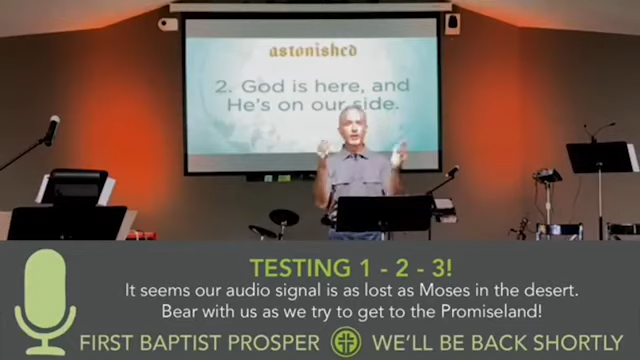 astonished
2. God is here, and
He's on our side.
TESTING 1 - 2 - 3!
It seems our audio signal is as lost as Moses in the desert.
Bear with us as we try to get to the Promiseland!
FIRST BAPTIST PROSPER WE'LL BE BACK SHORTLY